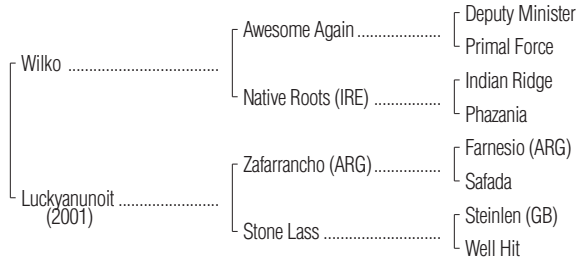 Deputy Minister
Awesome Again ..................
Primal Force
Wilko .................................
Indian Ridge
Native Roots (IRE) ...............
Phazania
Farnesio (ARG)
Zafarrancho (ARG)...............
Safada
Luckyanunoit ......................
(2001)
Steinlen (GB)
Stone Lass ..........................
Well Hit